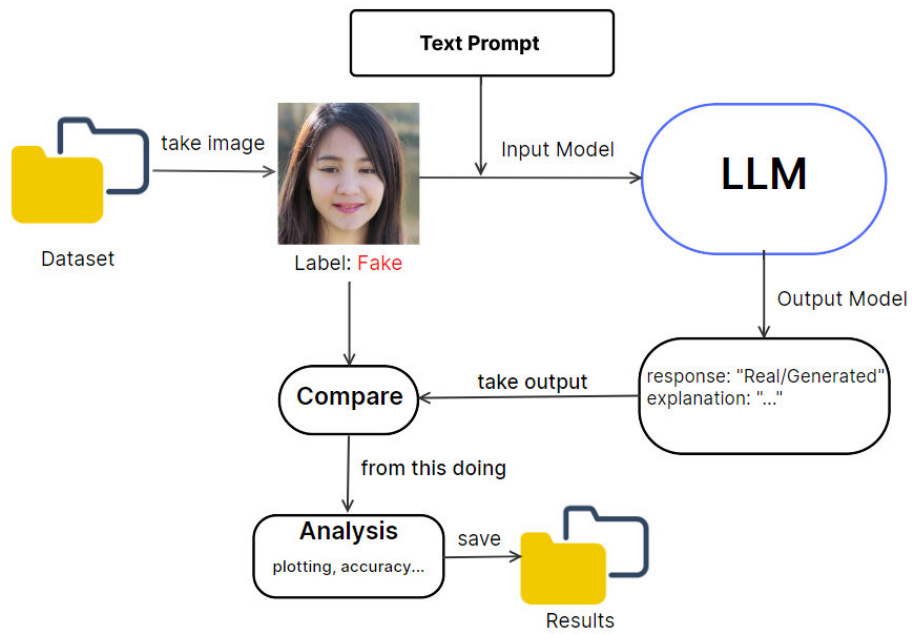 Text Prompt
take image
Input Model
LLM
Dataset
Label: Fake
Output Model
response: "Real/Generated"
explanation: "..."
take output
Compare
from this doing
Analysis
plotting, accuracy...
save
Results